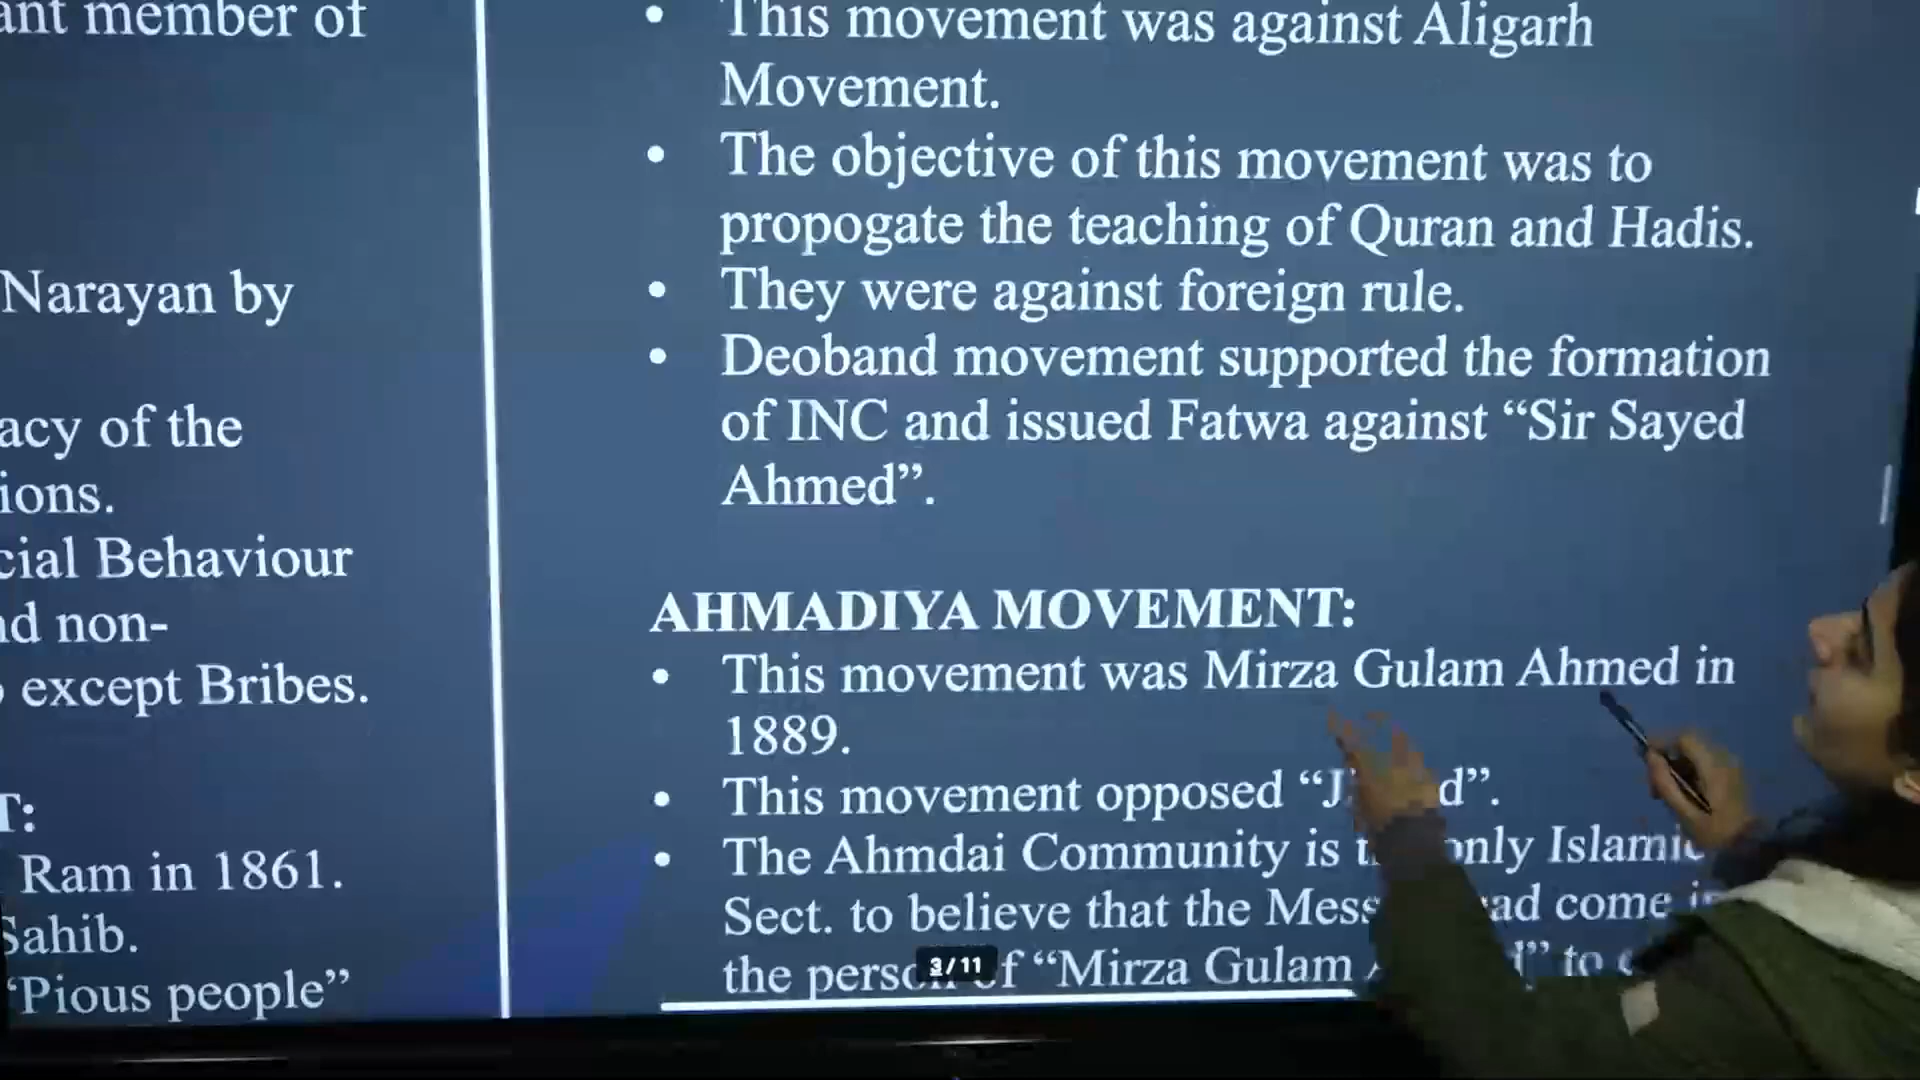 ant member of
Narayan by
acy of the
ions.
cial Behaviour
nd non-
except Bribes.
T:
Ram in 1861.
Sahib.
“Pious people”
• This movement was against Aligarh
Movement.
• The objective of this movement was to
propogate the teaching of Quran and Hadis.
• They were against foreign rule.
• Deoband movement supported the formation
of INC and issued Fatwa against “Sir Sayed
Ahmed”.
AHMADIYA MOVEMENT:
• This movement was Mirza Gulam Ahmed in
1889.
• This movement opposed
• The Ahmdai Community is only Islamic
Sect. to believe that the come
the “Mirza Gulam to
3/11